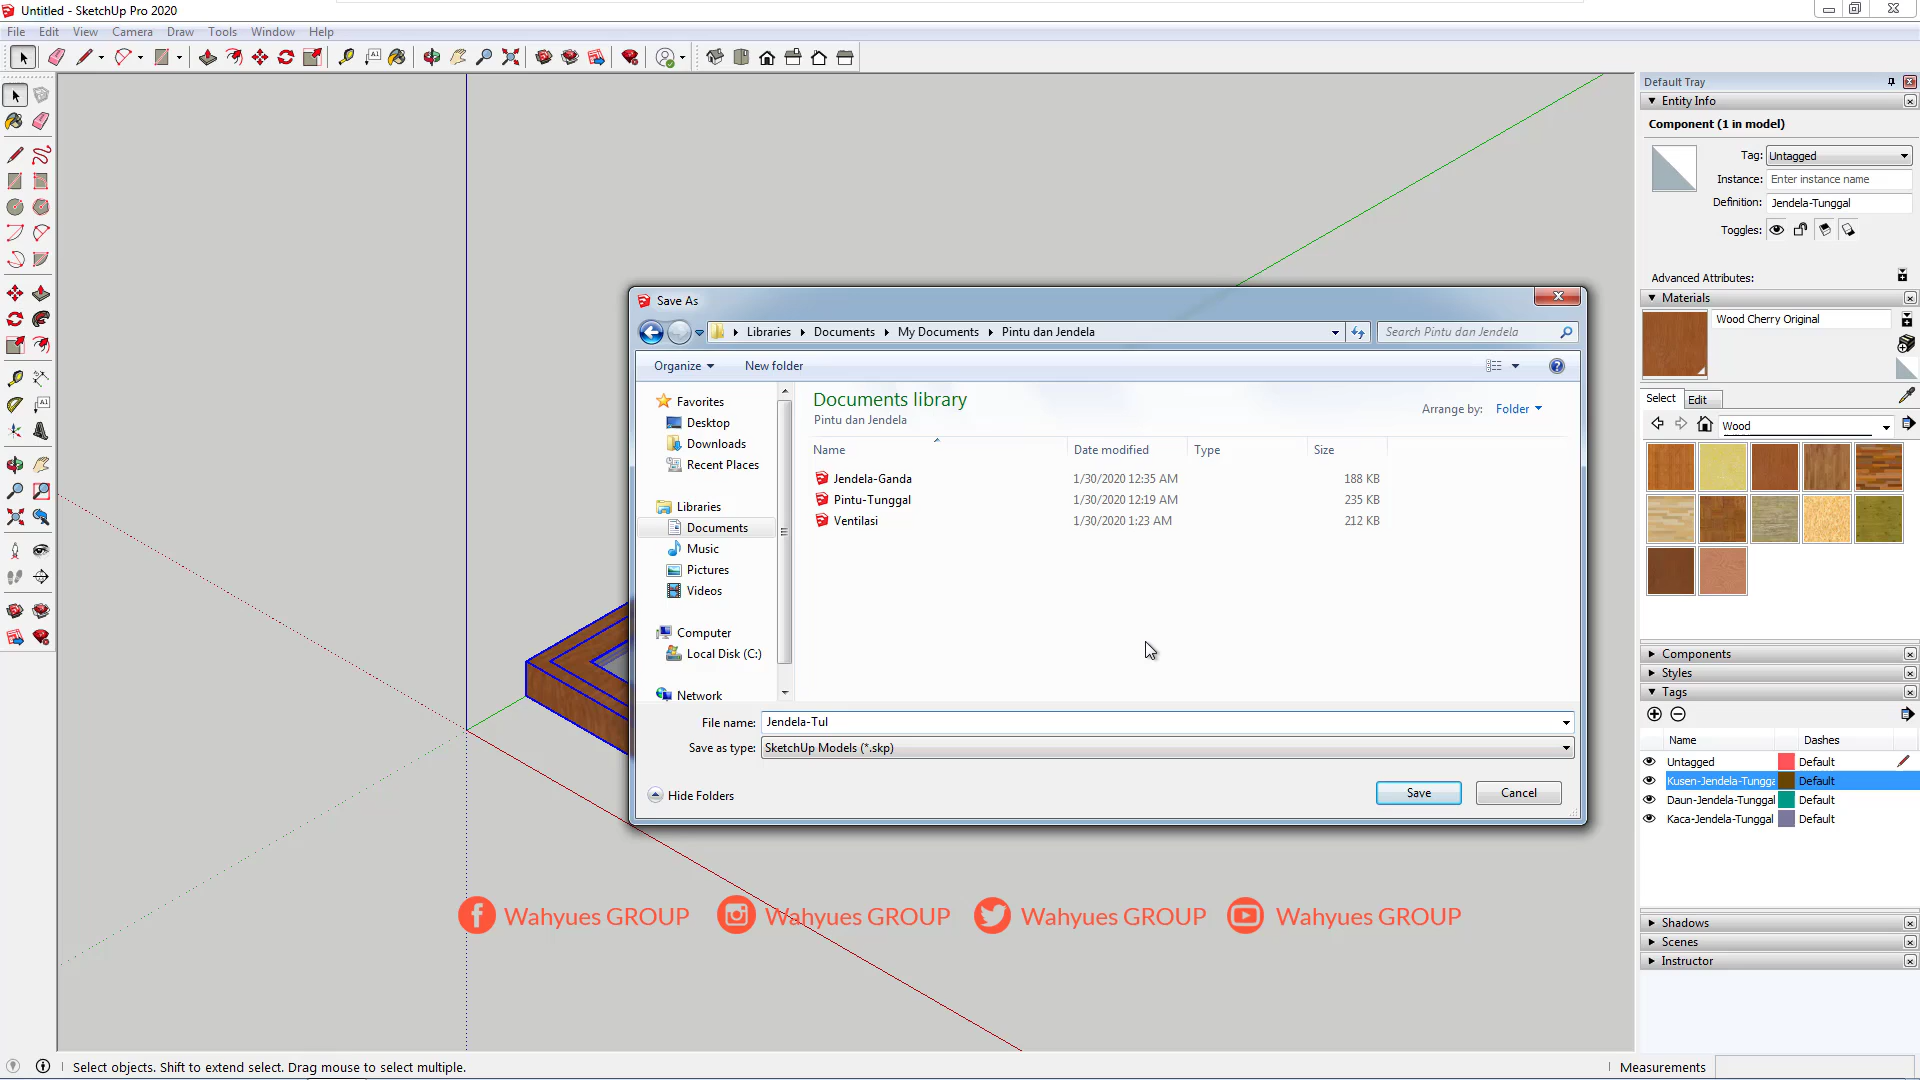 Untitled - SketchUp Pro 2020
File Edit View Camera Draw Tools Window Help
Default Tray
Entity Info
Component (1 in model)
Tag: Untagged
Instance: Enter instance name
Definition: Jendela-Tunggal
Toggles:
Advanced Attributes:
Materials
Wood Cherry Original
Select Edit
Wood
Components
Styles
Tags
Name Dashes
Untagged Default
Kusen-Jendela-Tungga Default
Daun-Jendela-Tunggal Default
Kaca-Jendela-Tunggal Default
Shadows
Scenes
Instructor
Save As
Libraries Documents My Documents Pintu dan Jendela
Search Pintu dan Jendela
Organize New folder
Favorites
Desktop
Downloads
Recent Places
Libraries
Documents
Music
Pictures
Videos
Computer
Local Disk (C:)
Network
Documents library
Pintu dan Jendela
Arrange by: Folder
Name Date modified Type Size
Jendela-Ganda 1/30/2020 12:35 AM 188 KB
Pintu-Tunggal 1/30/2020 12:19 AM 235 KB
Ventilasi 1/30/2020 1:23 AM 212 KB
File name: Jendela-Tul
Save as type: SketchUp Models (*.skp)
Hide Folders
Save Cancel
Wahyues GROUP Wahyues GROUP Wahyues GROUP Wahyues GROUP
Select objects. Shift to extend select. Drag mouse to select multiple.
Measurements